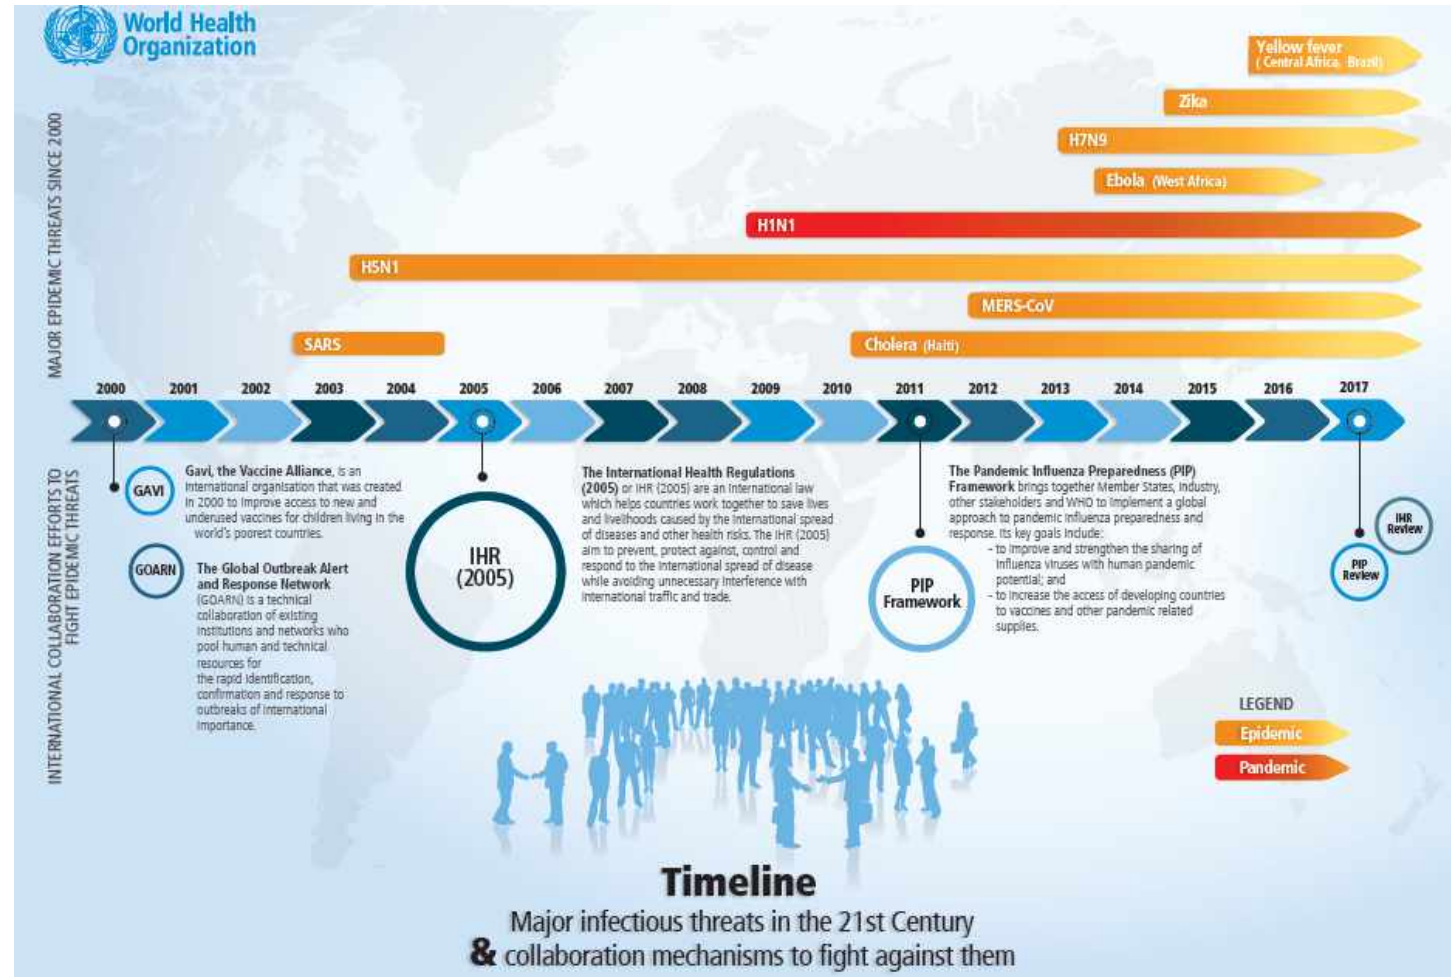 World Health
Organization
MAJOR EPIDEMIC THREATS SINCE 2000
Yellow fever
( Central Africa, Brazil)
Zika
H7N9
Ebola (West Africa)
H1N1
H5N1
MERS-CoV
SARS
Cholera (Haiti)
2000 2001 2002 2003 2004 2005 2006 2007 2008 2009 2010 2011 2012 2013 2014 2015 2016 2017
INTERNATIONAL COLLABORATION EFFORTS TO
FIGHT EPIDEMIC THREATS
GAVI
Gavi, the Vaccine Alliance, is an
international organisation that was created
in 2000 to improve access to new and
underused vaccines for children living in the
world's poorest countries.
GOARN
The Global Outbreak Alert
and Response Network
(GOARN) is a technical
collaboration of existing
institutions and networks who
pool human and technical
resources for
the rapid identification,
confirmation and response to
outbreaks of international
importance.
IHR
(2005)
The International Health Regulations
(2005) or IHR (2005) are an international law
which helps countries work together to save lives
and livelihoods caused by the international spread
of diseases and other health risks. The IHR (2005)
aim to prevent, protect against, control and
respond to the international spread of disease
while avoiding unnecessary interference with
international traffic and trade.
PIP
Framework
The Pandemic Influenza Preparedness (PIP)
Framework brings together Member States, industry,
other stakeholders and WHO to implement a global
approach to pandemic influenza preparedness and
response. Its key goals include:
- to improve and strengthen the sharing of
influenza viruses with human pandemic
potential; and
- to increase the access of developing countries
to vaccines and other pandemic related
supplies.
IHR
Review
PIP
Review
LEGEND
Epidemic
Pandemic
Timeline
Major infectious threats in the 21st Century
& collaboration mechanisms to fight against them